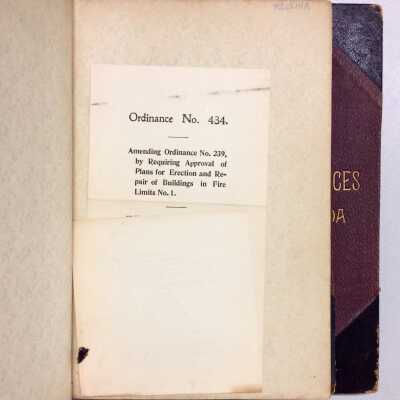 Ordinance No. 434.
Amending Ordinance No. 239,
by Requiring Approval of
Plans for Erection and Re-
pair of Buildings in Fire
Limits No. 1.
CES
DA